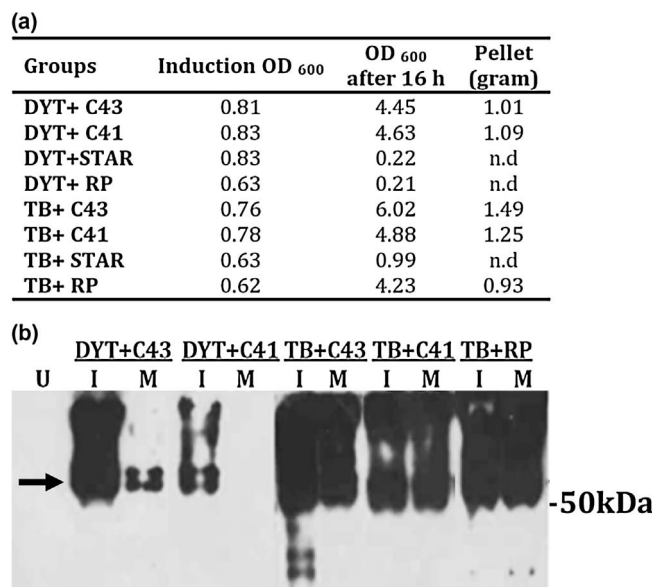 (a)
Groups Induction OD 600 OD 600 after 16 h Pellet (gram)
DYT+ C43 0.81 4.45 1.01
DYT+ C41 0.83 4.63 1.09
DYT+STAR 0.83 0.22 n.d
DYT+ RP 0.63 0.21 n.d
TB+ C43 0.76 6.02 1.49
TB+ C41 0.78 4.88 1.25
TB+ STAR 0.63 0.99 n.d
TB+ RP 0.62 4.23 0.93
(b)
DYT+C43 DYT+C41 TB+C43 TB+C41 TB+RP
U I M I M I M I M I M
-50kDa